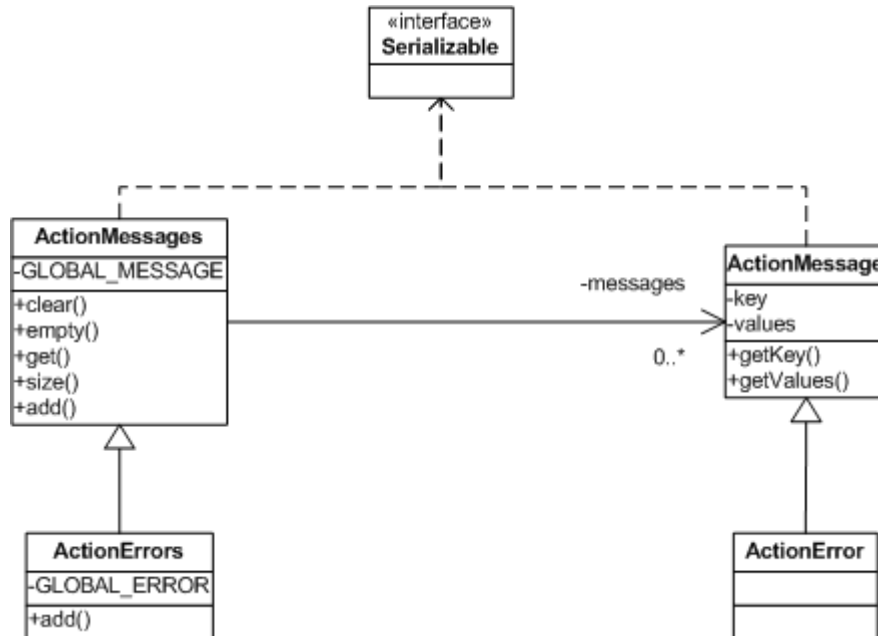 «interface»
Serializable
ActionMessages
-GLOBAL_MESSAGE
+clear()
+empty()
+get()
+size()
+add()
-messages
0..*
ActionMessage
-key
-values
+getKey()
+getValues()
ActionErrors
-GLOBAL_ERROR
+add()
ActionError